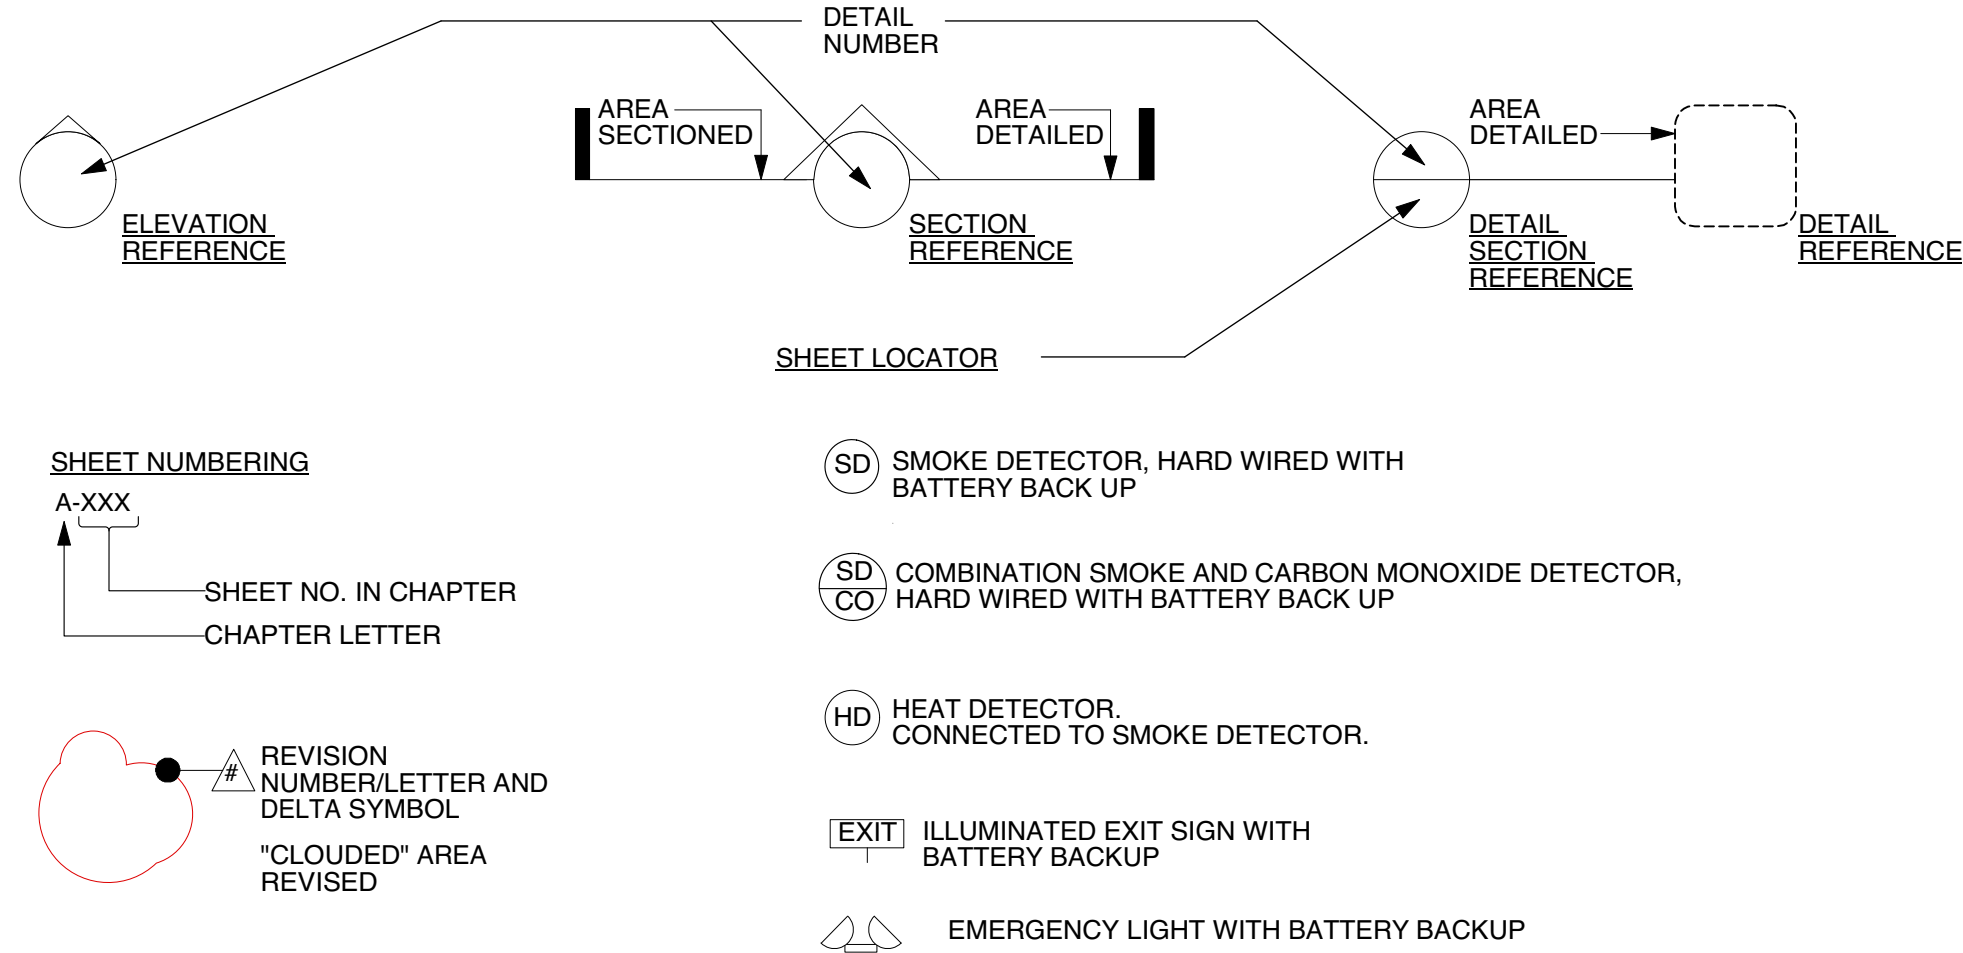 DETAIL
NUMBER
AREA
SECTIONED
AREA
DETAILED
AREA
DETAILED
ELEVATION
REFERENCE
SECTION
REFERENCE
DETAIL
SECTION
REFERENCE
DETAIL
REFERENCE
SHEET LOCATOR
SHEET NUMBERING
A-XXX
SHEET NO. IN CHAPTER
CHAPTER LETTER
#
REVISION
NUMBER/LETTER AND
DELTA SYMBOL
"CLOUDED" AREA
REVISED
SD
SMOKE DETECTOR, HARD WIRED WITH
BATTERY BACK UP
SD
CO
COMBINATION SMOKE AND CARBON MONOXIDE DETECTOR,
HARD WIRED WITH BATTERY BACK UP
HD
HEAT DETECTOR.
CONNECTED TO SMOKE DETECTOR.
EXIT
ILLUMINATED EXIT SIGN WITH
BATTERY BACKUP
EMERGENCY LIGHT WITH BATTERY BACKUP